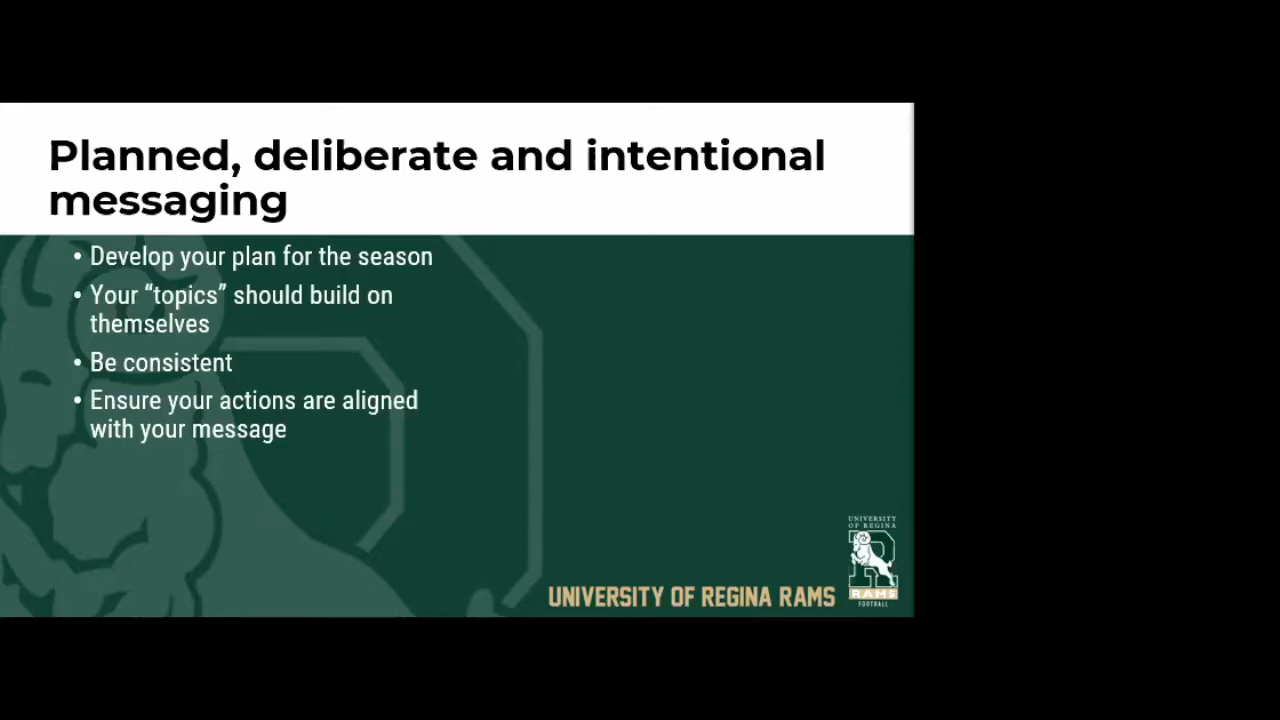 Planned, deliberate and intentional
messaging
• Develop your plan for the season
• Your “topics” should build on
themselves
• Be consistent
• Ensure your actions are aligned
with your message
UNIVERSITY
OF REGINA
RAMS
FOOTBALL
UNIVERSITY OF REGINA RAMS